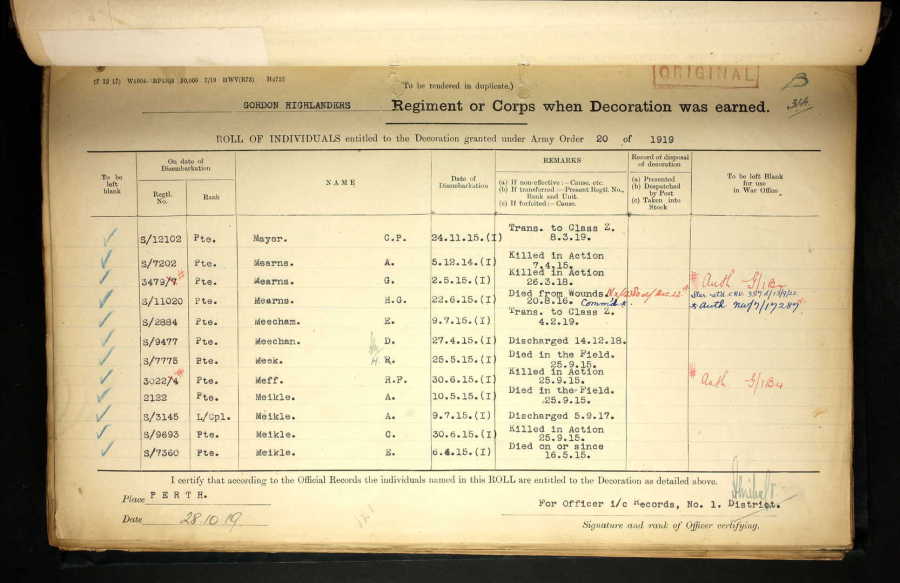 ORIGINAL
(To be rendered in duplicate.)
GORDON HIGHLANDERS Regiment or Corps when Decoration was earned.
ROLL OF INDIVIDUALS entitled to the Decoration granted under Army Order 20 of 1919
To be left blank
On date of Disembarkation
Regtl. No.
Rank
NAME
Date of Disembarkation
REMARKS
(a) If non-effective :—Cause, etc.
(b) If transferred :—Present Regtl. No., Rank and Unit.
(c) If forfeited :—Cause.
Record of disposal of decoration
(a) Presented
(b) Despatched by Post
(c) Taken into Stock
To be left Blank for use in War Office
S/12102 Pte. Mayor. C.P. 24.11.15.(I) Trans. to Class Z. 8.3.19.
S/7202 Pte. Mearns. A. 5.12.14.(I) Killed in Action 7.4.15.
3479/7 Pte. Mearns. G. 2.5.15.(I) Killed in Action 26.3.18.
S/11020 Pte. Mearns. H.G. 22.6.15.(I) Died from Wounds. 20.8.16.
S/2884 Pte. Meecham. E. 9.7.15.(I) Trans. to Class Z. 4.2.19.
S/9477 Pte. Meechan. D. 27.4.15.(I) Discharged 14.12.18.
S/7775 Pte. Meek. H R. 25.5.15.(I) Died in the Field. 25.9.15.
3022/4 Pte. Meff. R.P. 30.6.15.(I) Killed in Action 25.9.15.
2122 Pte. Meikle. A. 10.5.15.(I) Died in the Field. 25.9.15.
S/3145 L/Cpl. Meikle. A. 9.7.15.(I) Discharged 5.9.17.
S/9693 Pte. Meikle. C. 30.6.15.(I) Killed in Action 25.9.15.
S/7360 Pte. Meikle. E. 6.4.15.(I) Died on or since 16.5.15.
I certify that according to the Official Records the individuals named in this ROLL are entitled to the Decoration as detailed above.
Place PERTH.
For Officer i/c Records, No. 1. District.
Date 28.10.19.
Signature and rank of Officer certifying.